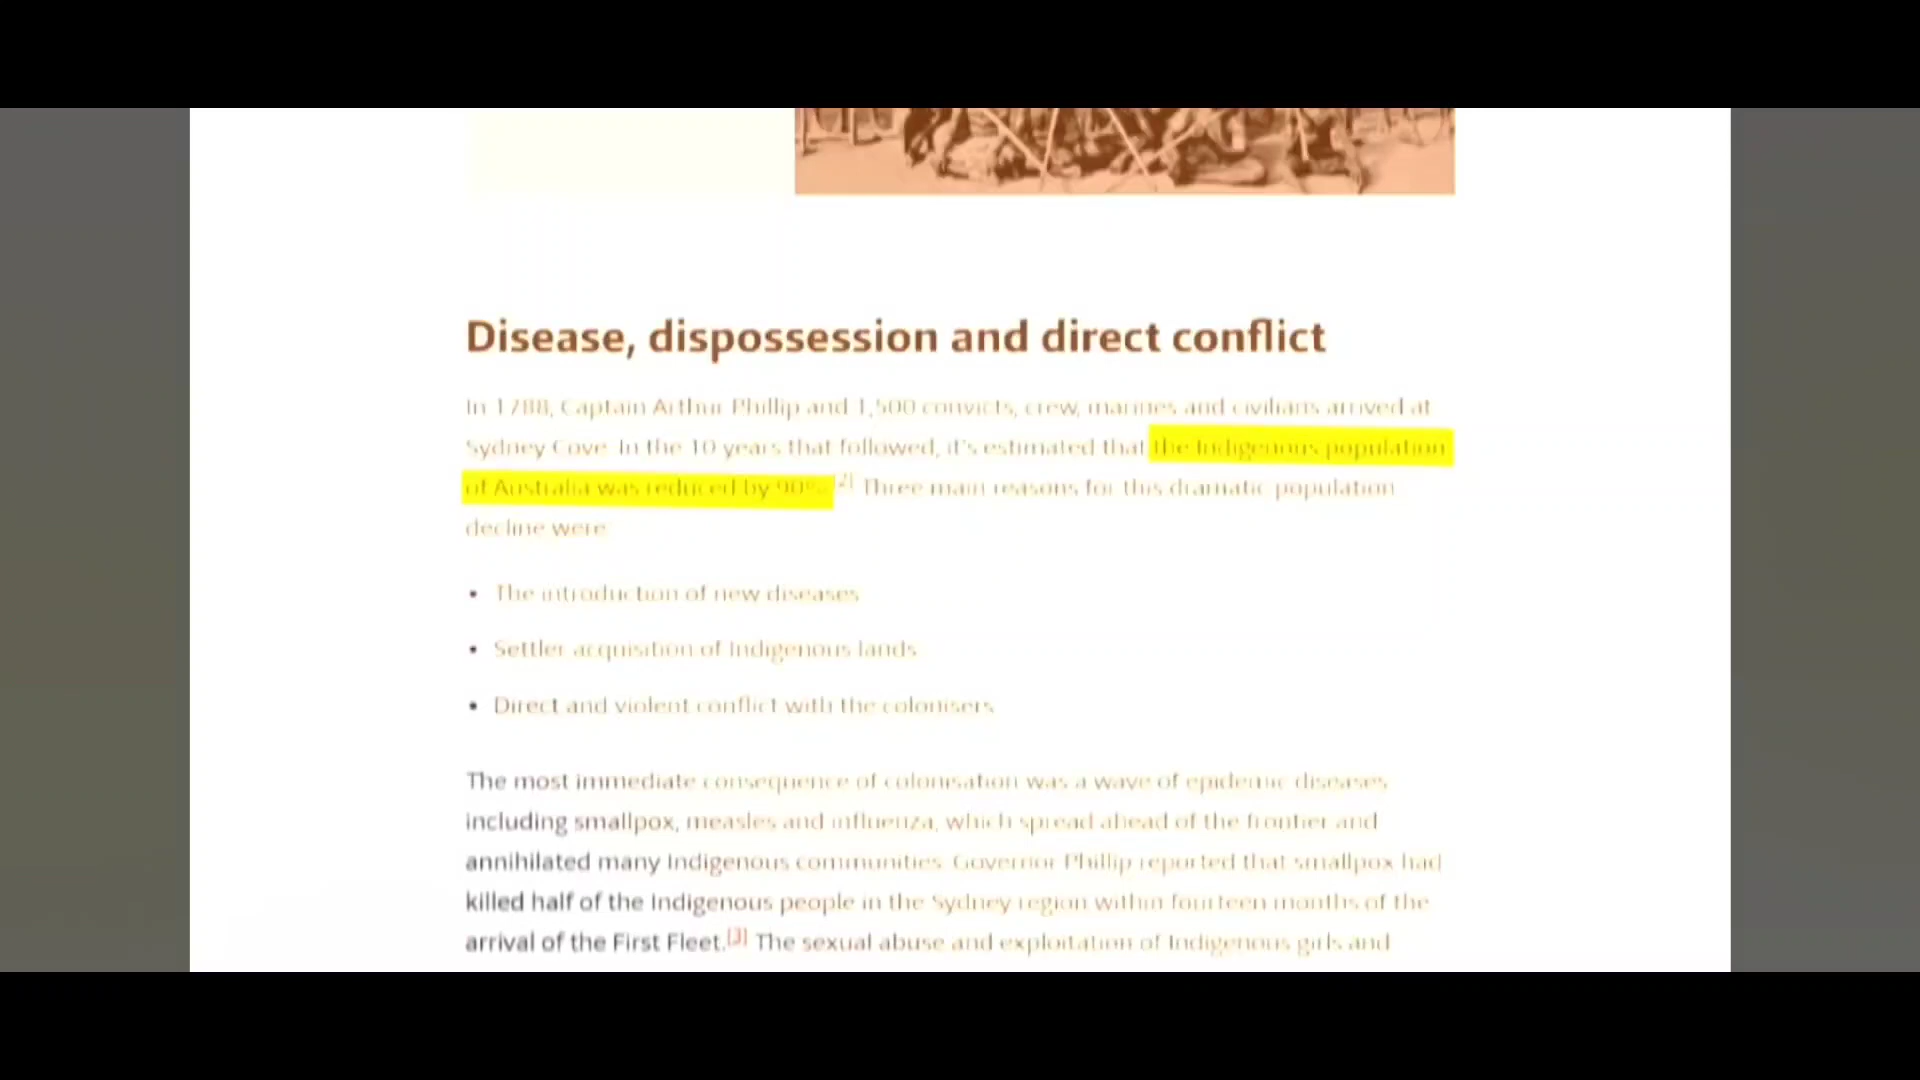 Disease, dispossession and direct conflict
In 1788, Captain Arthur Phillip and 1,500 convicts, crew, marines and civilians arrived at
Sydney Cove. In the 10 years that followed, it's estimated that the Indigenous population
of Australia was reduced by 90%. [2] Three main reasons for this dramatic population
decline were:
• The introduction of new diseases
• Settler acquisition of Indigenous lands
• Direct and violent conflict with the colonisers
The most immediate consequence of colonisation was a wave of epidemic diseases
including smallpox, measles and influenza, which spread ahead of the frontier and
annihilated many Indigenous communities. Governor Phillip reported that smallpox had
killed half of the Indigenous people in the Sydney region within fourteen months of the
arrival of the First Fleet.[3] The sexual abuse and exploitation of Indigenous girls and